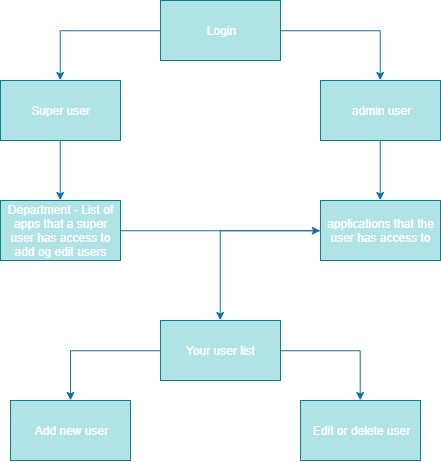 Login
Super user
admin user
Department - List of
apps that a super
user has access to
add og edit users
applications that the
user has access to
Your user list
Add new user
Edit or delete user